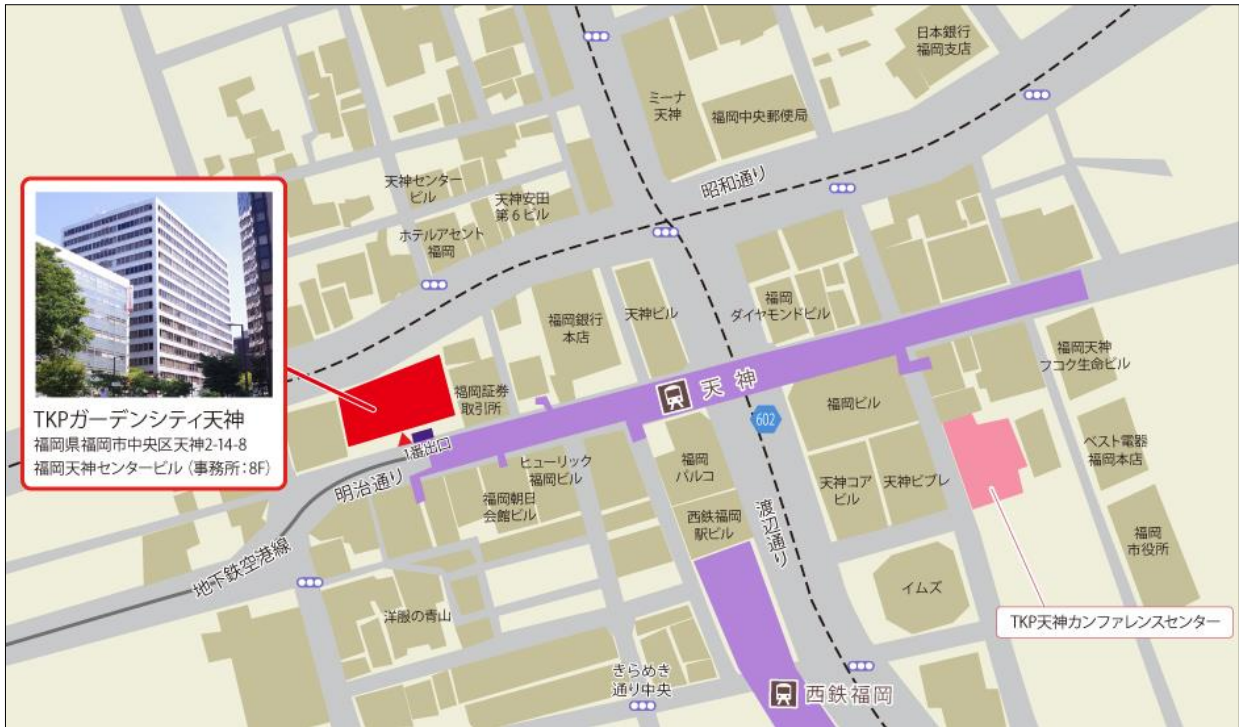 日本銀行
福岡支店
ミーナ
天神
福岡中央郵便局
昭和通り
天神センター
ビル
天神安田
第6ビル
ホテルアセント
福岡
福岡銀行
本店
天神ビル
福岡
ダイヤモンドビル
福岡天神
フコク生命ビル
TKPガーデンシティ天神
福岡県福岡市中央区天神2-14-8
福岡天神センタービル (事務所:8F)
福岡証券
取引所
天神
602
福岡ビル
1番出口
明治通り
ヒューリック
福岡ビル
福岡
パルコ
ベスト電器
福岡本店
福岡朝日
会館ビル
天神コア
ビル
天神ビブレ
西鉄福岡
駅ビル
渡辺通り
福岡
市役所
地下鉄空港線
イムズ
洋服の青山
TKP天神カンファレンスセンター
きらめき
通り中央
西鉄福岡